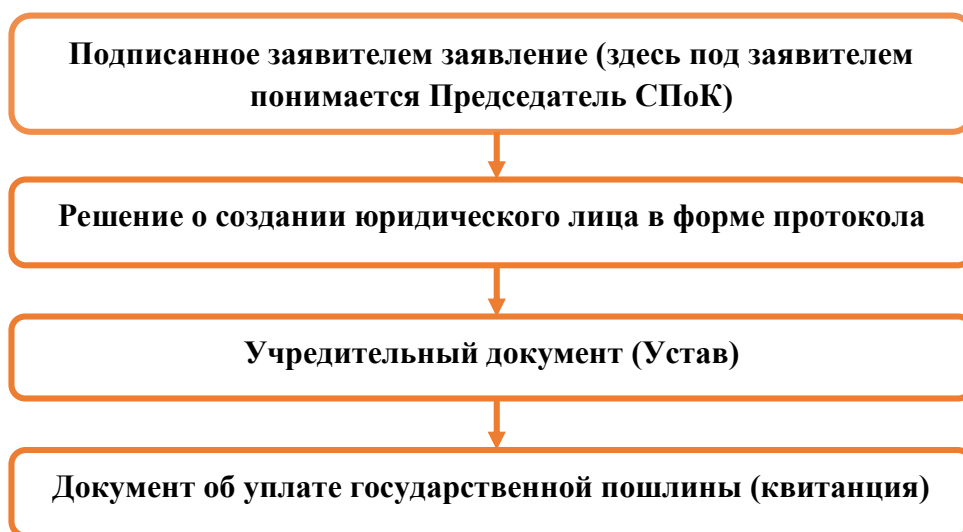 Подписанное заявителем заявление (здесь под заявителем
понимается Председатель СПоК)
Решение о создании юридического лица в форме протокола
Учредительный документ (Устав)
Документ об уплате государственной пошлины (квитанция)